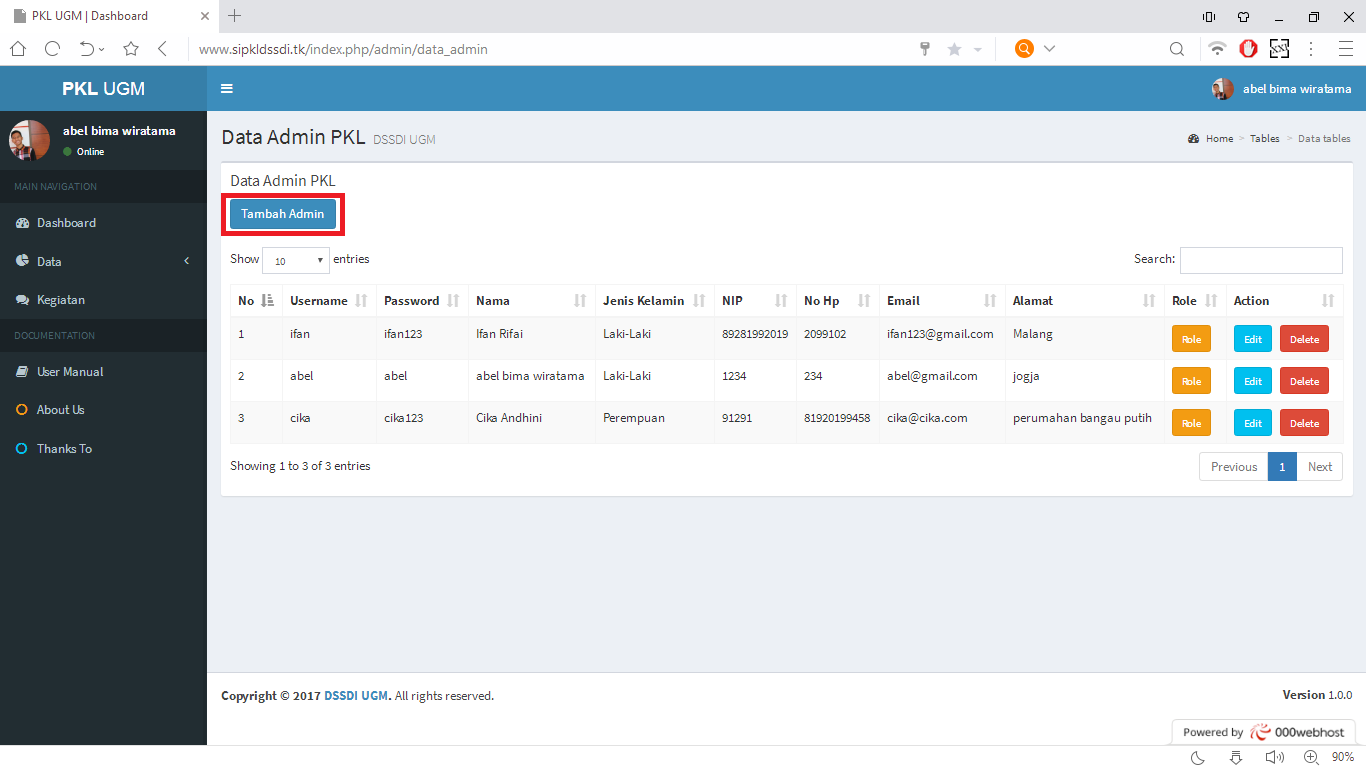 PKL UGM | Dashboard
www.sipkldssdi.tk/index.php/admin/data_admin
PKL UGM
abel bima wiratama
abel bima wiratama
Online
MAIN NAVIGATION
Dashboard
Data
Kegiatan
DOCUMENTATION
User Manual
About Us
Thanks To
Data Admin PKL DSSDI UGM
Home > Tables > Data tables
Data Admin PKL
Tambah Admin
Show 10 entries
Search:
No Username Password Nama Jenis Kelamin NIP No Hp Email Alamat Role Action
1 ifan ifan123 Ifan Rifai Laki-Laki 89281992019 2099102 ifan123@gmail.com Malang Role Edit Delete
2 abel abel abel bima wiratama Laki-Laki 1234 234 abel@gmail.com jogja Role Edit Delete
3 cika cika123 Cika Andhini Perempuan 91291 81920199458 cika@cika.com perumahan bangau putih Role Edit Delete
Showing 1 to 3 of 3 entries
Previous 1 Next
Copyright © 2017 DSSDI UGM. All rights reserved.
Version 1.0.0
Powered by 000webhost
90%